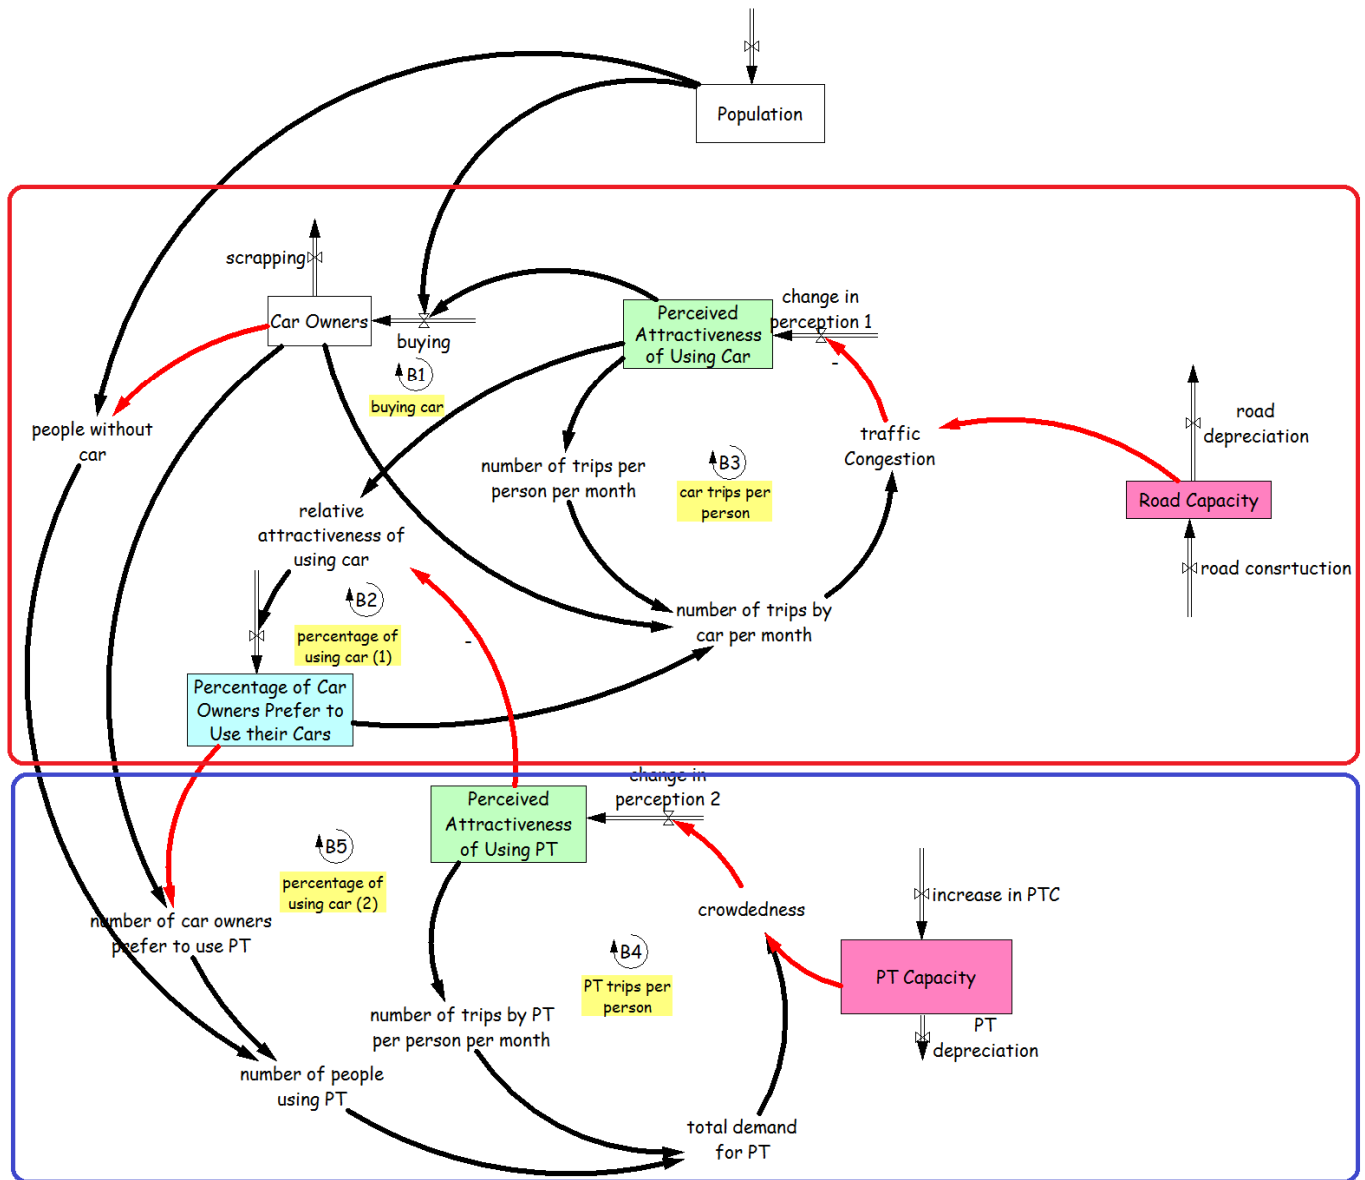 Population
scrapping
Car Owners
buying
B1
buying car
Perceived
Attractiveness
of Using Car
change in
perception 1
-
people without
car
number of trips per
person per month
B3
car trips per
person
traffic
Congestion
road
depreciation
Road Capacity
road consrtuction
relative
attractiveness of
using car
B2
percentage of
using car (1)
-
number of trips by
car per month
Percentage of Car
Owners Prefer to
Use their Cars
change in
perception 2
Perceived
Attractiveness
of Using PT
B5
percentage of
using car (2)
number of car owners
prefer to use PT
crowdedness
increase in PTC
PT Capacity
PT
depreciation
B4
PT trips per
person
number of trips by PT
per person per month
number of people
using PT
total demand
for PT